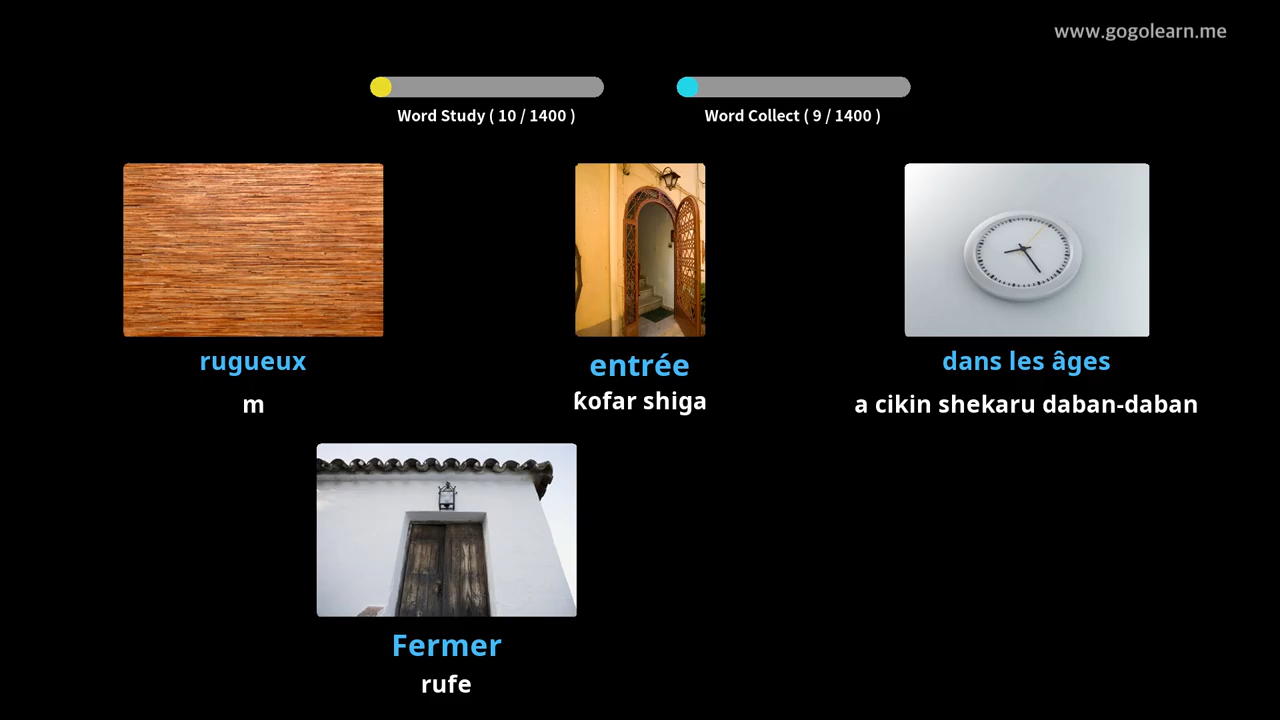 www.gogolearn.me
Word Study ( 10 / 1400 )
Word Collect ( 9 / 1400 )
rugueux
m
entrée
ƙofar shiga
dans les âges
a cikin shekaru daban-daban
Fermer
rufe